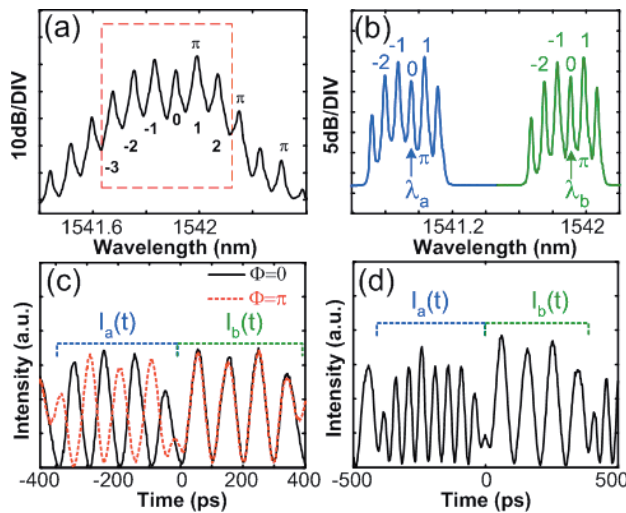 (a)
10dB/DIV
-3
-2
-1
0
1
2
π
π
π
1541.6
1542
Wavelength (nm)
(b)
5dB/DIV
-2
-1
0
1
π
λa
-2
-1
0
1
π
λb
1541.2
1542
Wavelength (nm)
(c)
Φ=0
Φ=π
Ia(t)
Ib(t)
Intensity (a.u.)
-400
-200
0
200
400
Time (ps)
(d)
Ia(t)
Ib(t)
Intensity (a.u.)
-500
0
500
Time (ps)